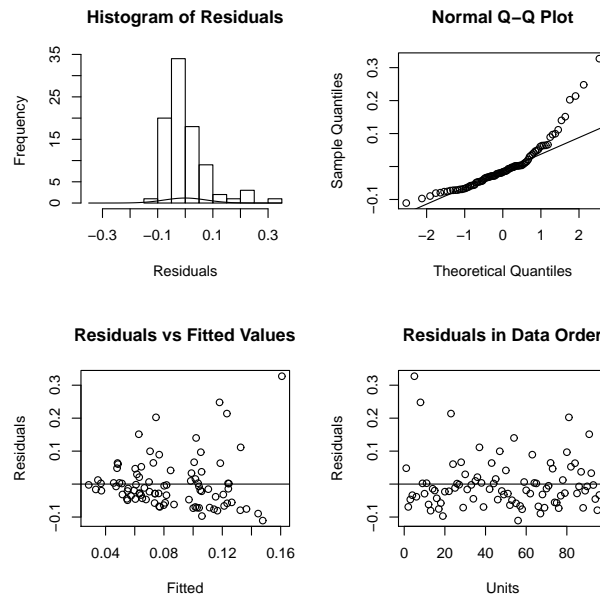 Histogram of Residuals
Frequency
5
15
25
35
−0.3
−0.1
0.1
0.3
Residuals
Normal Q−Q Plot
Sample Quantiles
−0.1
0.1
0.2
0.3
−2
−1
0
1
2
Theoretical Quantiles
Residuals vs Fitted Values
Residuals
−0.1
0.1
0.3
0.04
0.08
0.12
0.16
Fitted
Residuals in Data Order
Residuals
−0.1
0.1
0.3
0
20
40
60
80
Units